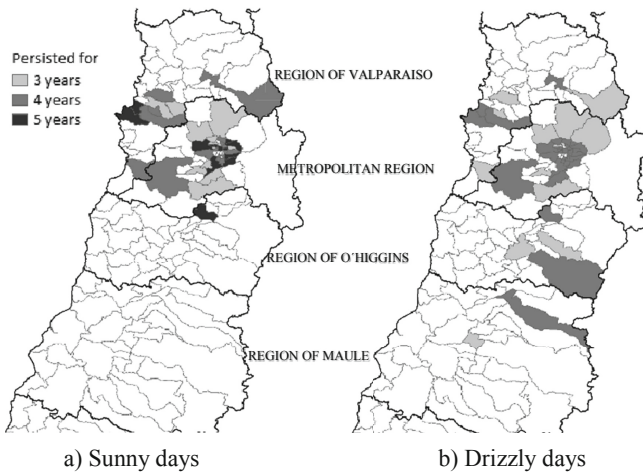 Persisted for
3 years
4 years
5 years
REGION OF VALPARAISO
METROPOLITAN REGION
REGION OF O´HIGGINS
REGION OF MAULE
a) Sunny days
b) Drizzly days